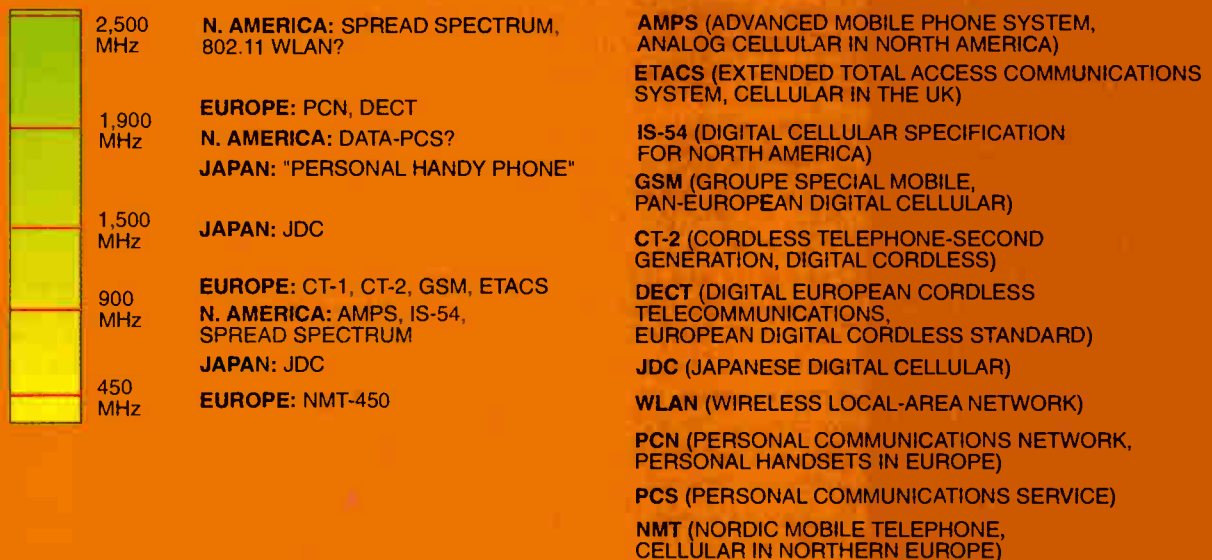 2,500
MHz
N. AMERICA: SPREAD SPECTRUM,
802.11 WLAN?
EUROPE: PCN, DECT
1,900
MHz
N. AMERICA: DATA-PCS?
JAPAN: "PERSONAL HANDY PHONE"
1,500
MHz
JAPAN: JDC
EUROPE: CT-1, CT-2, GSM, ETACS
900
MHz
N. AMERICA: AMPS, IS-54,
SPREAD SPECTRUM
JAPAN: JDC
450
MHz
EUROPE: NMT-450
AMPS (ADVANCED MOBILE PHONE SYSTEM,
ANALOG CELLULAR IN NORTH AMERICA)
ETACS (EXTENDED TOTAL ACCESS COMMUNICATIONS
SYSTEM, CELLULAR IN THE UK)
IS-54 (DIGITAL CELLULAR SPECIFICATION
FOR NORTH AMERICA)
GSM (GROUPE SPECIAL MOBILE,
PAN-EUROPEAN DIGITAL CELLULAR)
CT-2 (CORDLESS TELEPHONE-SECOND
GENERATION, DIGITAL CORDLESS)
DECT (DIGITAL EUROPEAN CORDLESS
TELECOMMUNICATIONS,
EUROPEAN DIGITAL CORDLESS STANDARD)
JDC (JAPANESE DIGITAL CELLULAR)
WLAN (WIRELESS LOCAL-AREA NETWORK)
PCN (PERSONAL COMMUNICATIONS NETWORK,
PERSONAL HANDSETS IN EUROPE)
PCS (PERSONAL COMMUNICATIONS SERVICE)
NMT (NORDIC MOBILE TELEPHONE,
CELLULAR IN NORTHERN EUROPE)